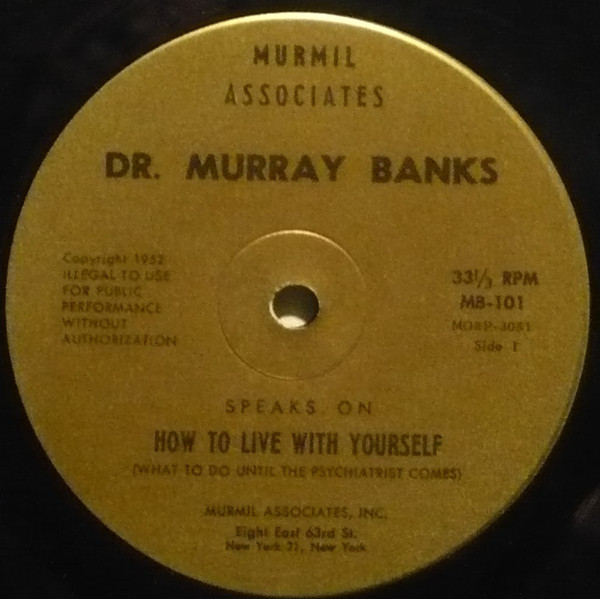 MURMIL
ASSOCIATES
DR. MURRAY BANKS
Copyright 1952
ILLEGAL TO USE
FOR PUBLIC
PERFORMANCE
WITHOUT
AUTHORIZATION
33⅓ RPM
MB-101
Side 1
SPEAKS ON
HOW TO LIVE WITH YOURSELF
(WHAT TO DO UNTIL THE PSYCHIATRIST COMES)
MURMIL ASSOCIATES, INC.
Eight East 63rd St.
New York 21, New York